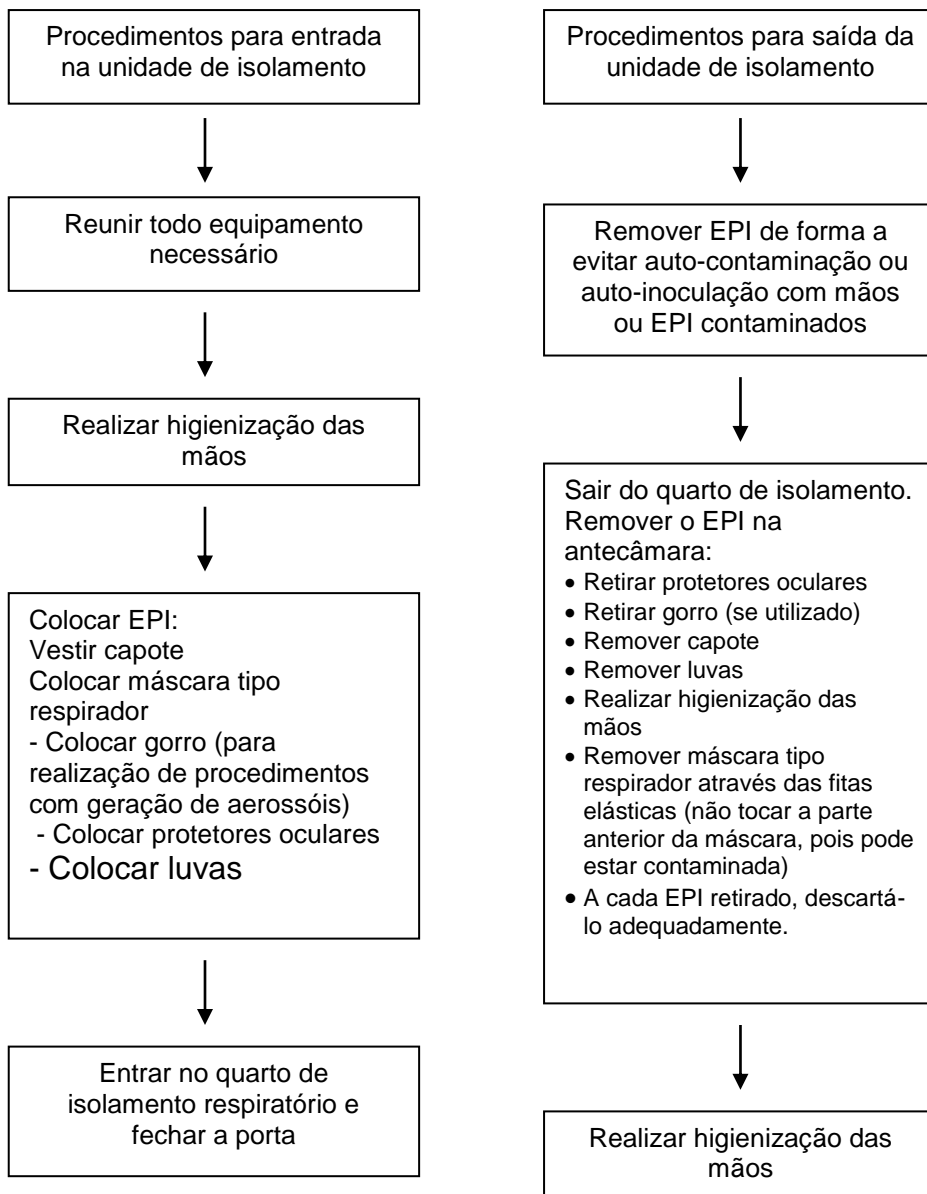 Procedimentos para entrada
na unidade de isolamento
Reunir todo equipamento
necessário
Realizar higienização das
mãos
Colocar EPI:
Vestir capote
Colocar máscara tipo
respirador
- Colocar gorro (para
realização de procedimentos
com geração de aerossóis)
- Colocar protetores oculares
- Colocar luvas
Entrar no quarto de
isolamento respiratório e
fechar a porta
Procedimentos para saída da
unidade de isolamento
Remover EPI de forma a
evitar auto-contaminação ou
auto-inoculação com mãos
ou EPI contaminados
Sair do quarto de isolamento.
Remover o EPI na
antecâmara:
• Retirar protetores oculares
• Retirar gorro (se utilizado)
• Remover capote
• Remover luvas
• Realizar higienização das
mãos
• Remover máscara tipo
respirador através das fitas
elásticas (não tocar a parte
anterior da máscara, pois pode
estar contaminada)
• A cada EPI retirado, descartá-
lo adequadamente.
Realizar higienização das
mãos